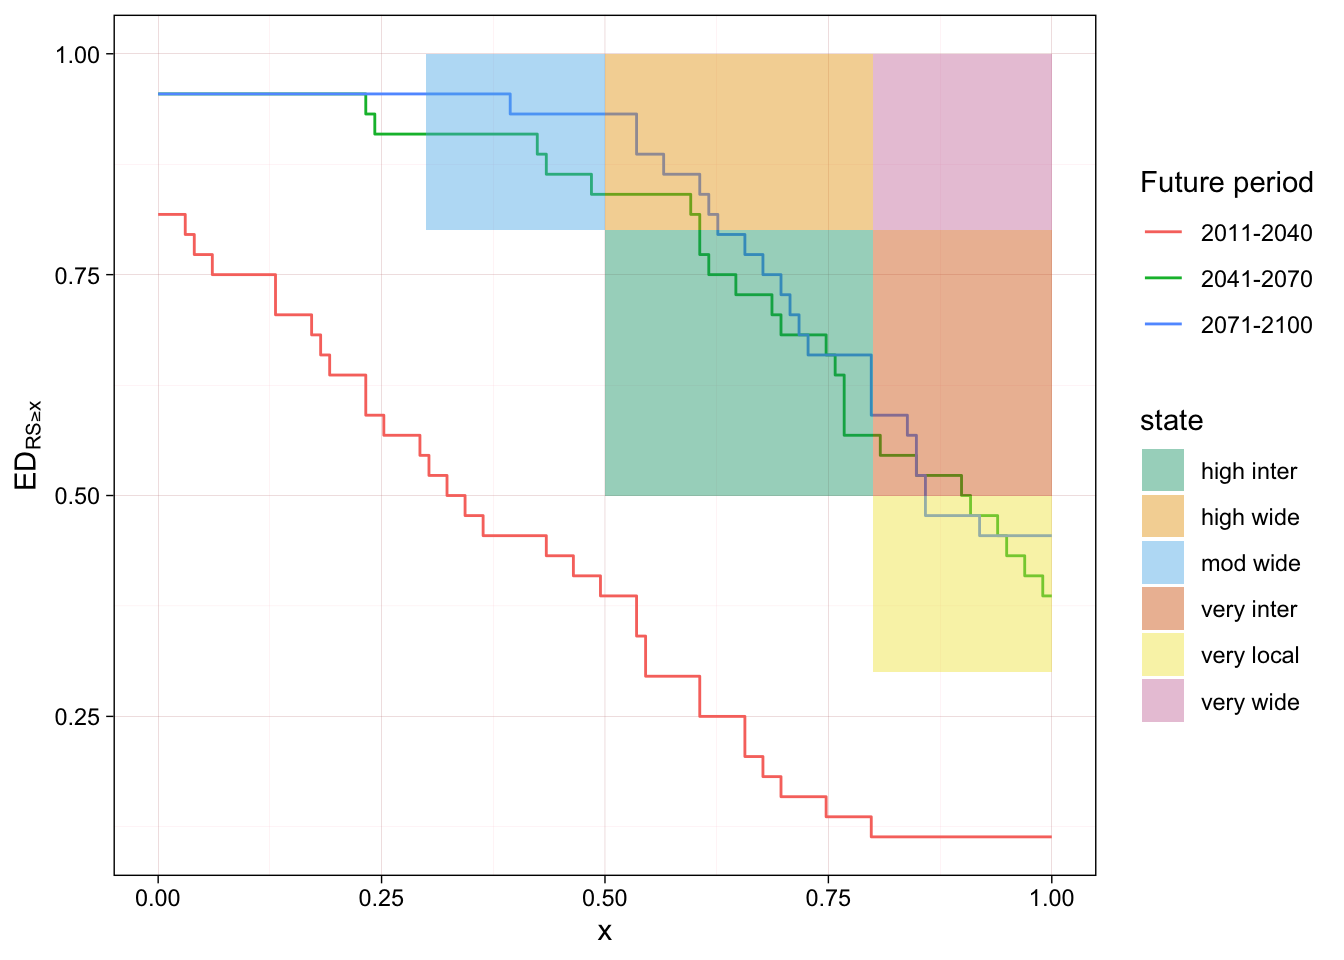 1.00
0.75
0.50
0.25
ED RS≥x
0.00
0.25
0.50
0.75
1.00
x
Future period
2011-2040
2041-2070
2071-2100
state
high inter
high wide
mod wide
very inter
very local
very wide